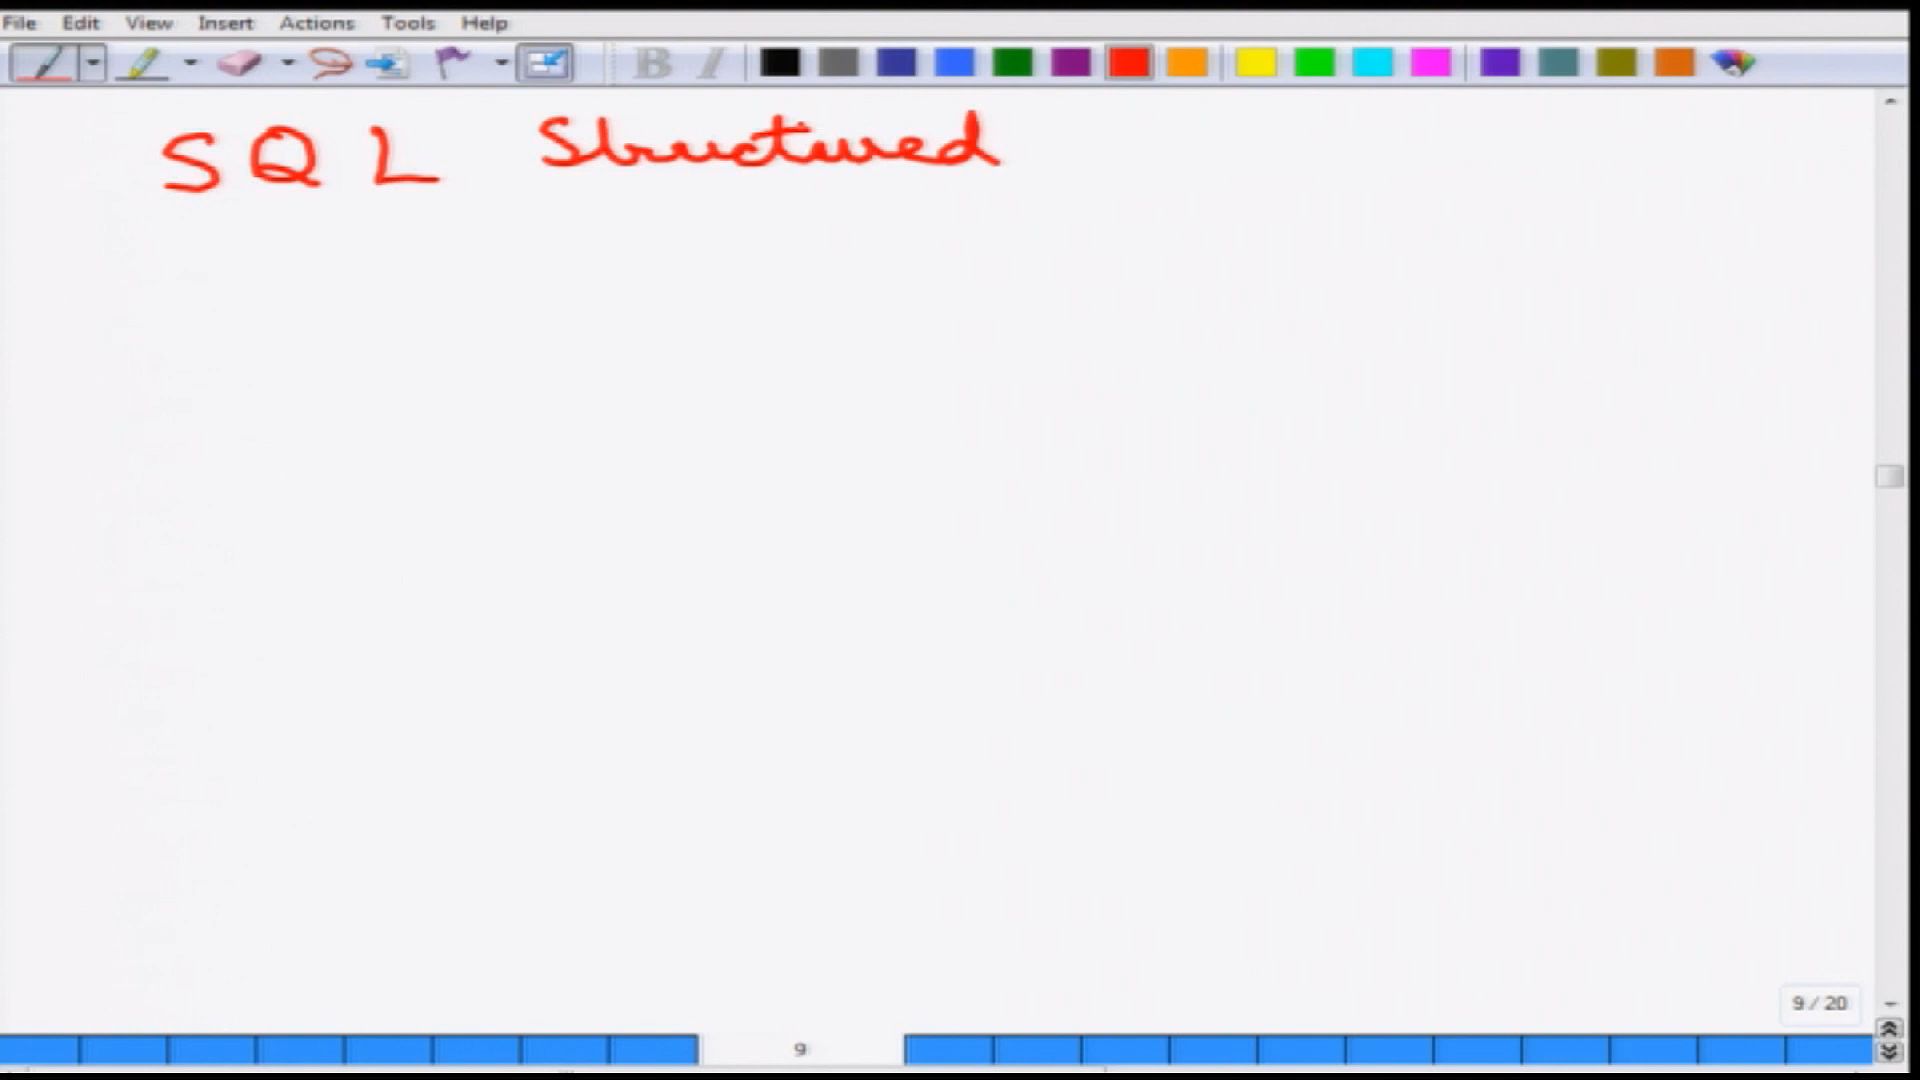 File Edit View Insert Actions Tools Help
B I
SQL Structured
9 / 20
9